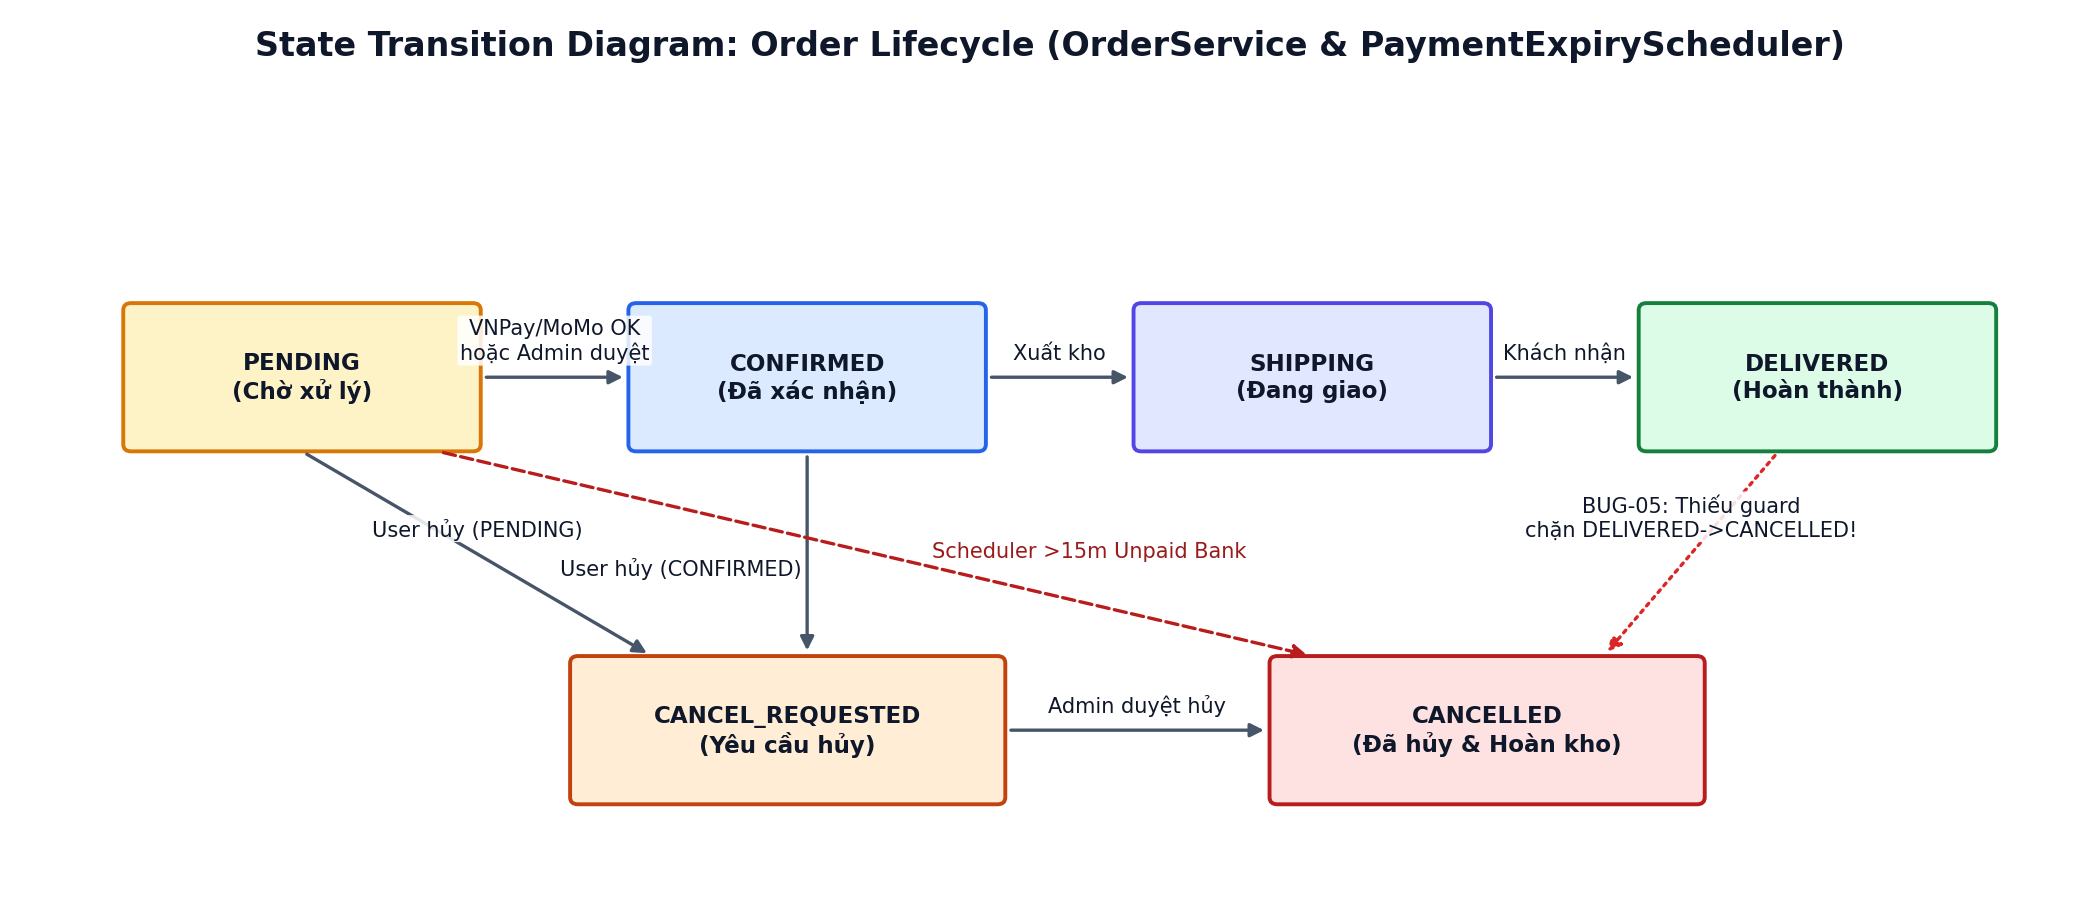 State Transition Diagram: Order Lifecycle (OrderService & PaymentExpiryScheduler)
PENDING
(Chờ xử lý)
VNPay/MoMo OK
hoặc Admin duyệt
CONFIRMED
(Đã xác nhận)
Xuất kho
SHIPPING
(Đang giao)
Khách nhận
DELIVERED
(Hoàn thành)
User hủy (PENDING)
User hủy (CONFIRMED)
Scheduler >15m Unpaid Bank
BUG-05: Thiếu guard
chặn DELIVERED->CANCELLED!
CANCEL_REQUESTED
(Yêu cầu hủy)
Admin duyệt hủy
CANCELLED
(Đã hủy & Hoàn kho)